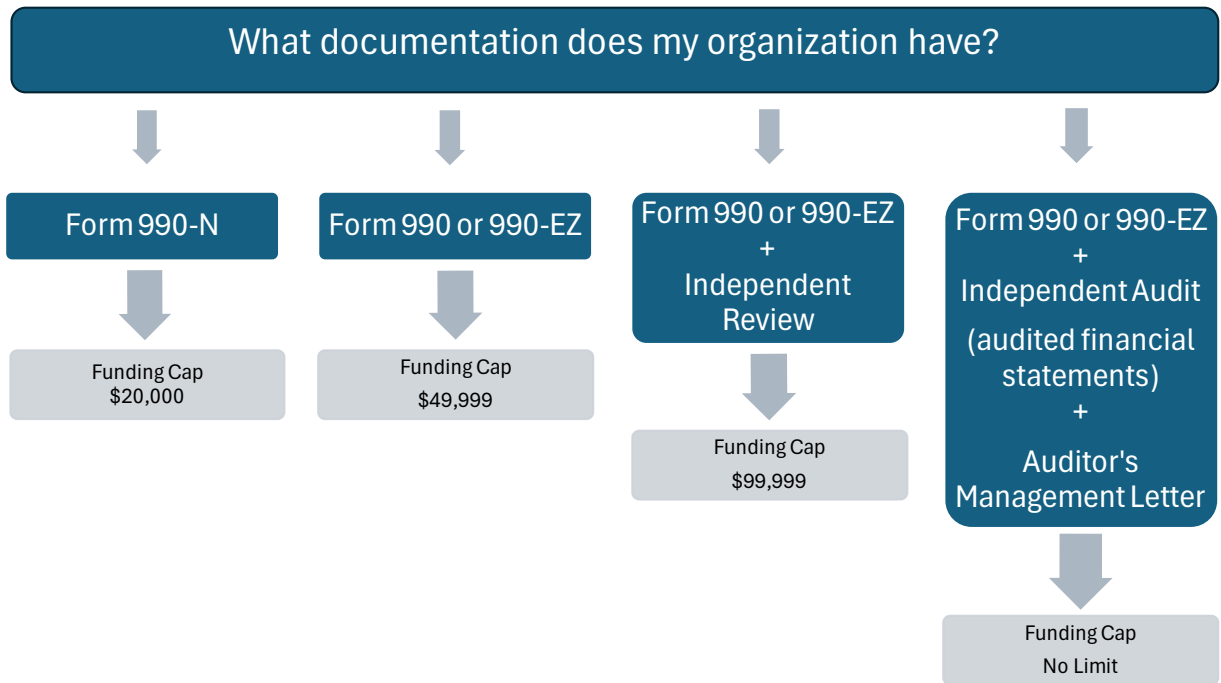 What documentation does my organization have?
Form 990-N
Funding Cap
$20,000
Form 990 or 990-EZ
Funding Cap
$49,999
Form 990 or 990-EZ
+
Independent
Review
Funding Cap
$99,999
Form 990 or 990-EZ
+
Independent Audit
(audited financial
statements)
+
Auditor's
Management Letter
Funding Cap
No Limit